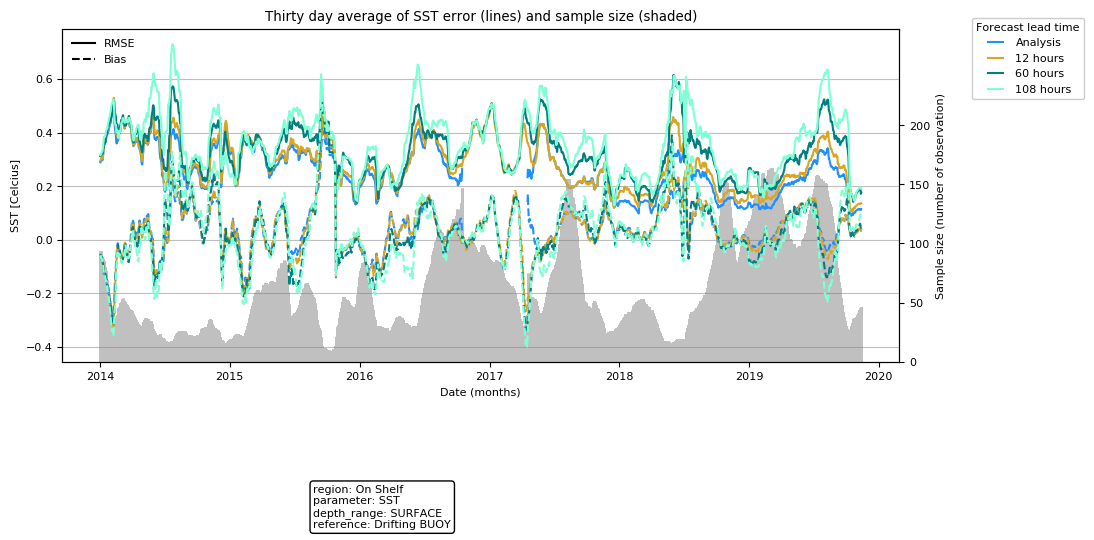 Thirty day average of SST error (lines) and sample size (shaded)
Forecast lead time
Analysis
12 hours
60 hours
108 hours
RMSE
Bias
SST [Celcius]
0.6
0.4
0.2
0.0
−0.2
−0.4
200
150
100
50
0
Sample size (number of observation)
2014
2015
2016
2017
2018
2019
2020
Date (months)
region: On Shelf
parameter: SST
depth_range: SURFACE
reference: Drifting BUOY